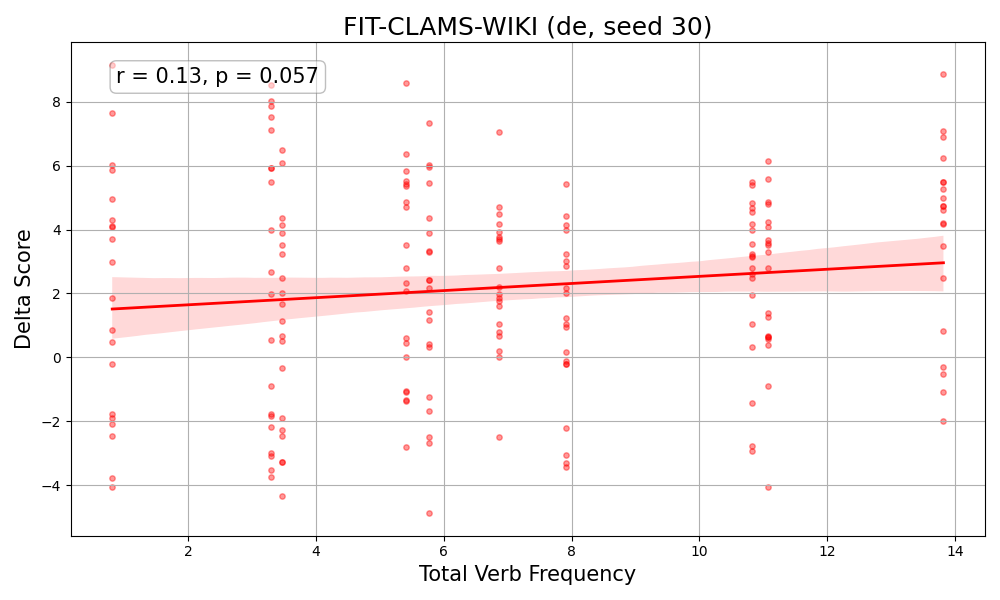 FIT-CLAMS-WIKI (de, seed 30)
r = 0.13, p = 0.057
Delta Score
8
6
4
2
0
−2
−4
2 4 6 8 10 12 14
Total Verb Frequency